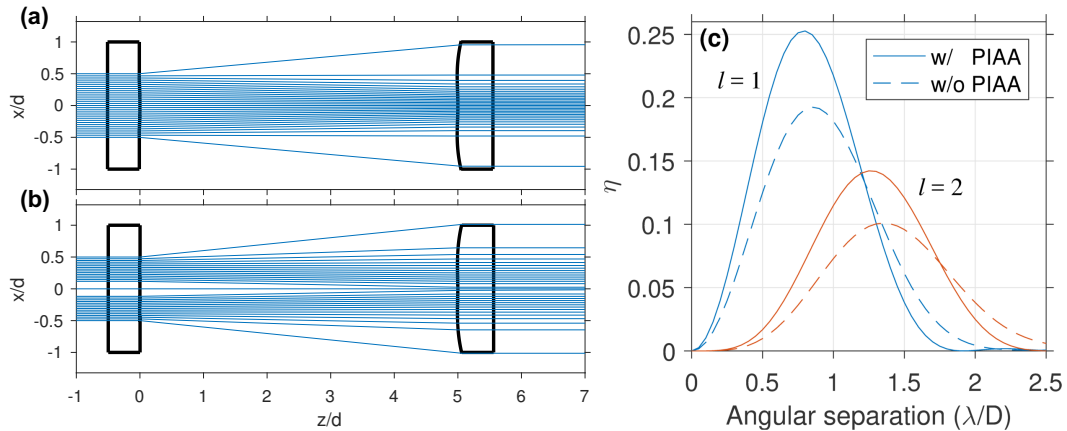 (a)
x/d
1
0.5
0
-0.5
-1
(b)
x/d
1
0.5
0
-0.5
-1
-1 0 1 2 3 4 5 6 7
z/d
(c)
η
0.25
0.2
0.15
0.1
0.05
0
l = 1
l = 2
w/ PIAA
w/o PIAA
0 0.5 1 1.5 2 2.5
Angular separation (λ/D)